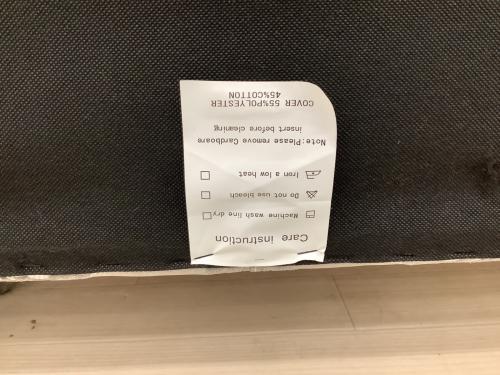 Care instruction
Machine wash line dry
Do not use bleach
Iron a low heat
Note:Please remove Cardboare
insert before cleaning
COVER 55%POLYESTER
45%COTTON